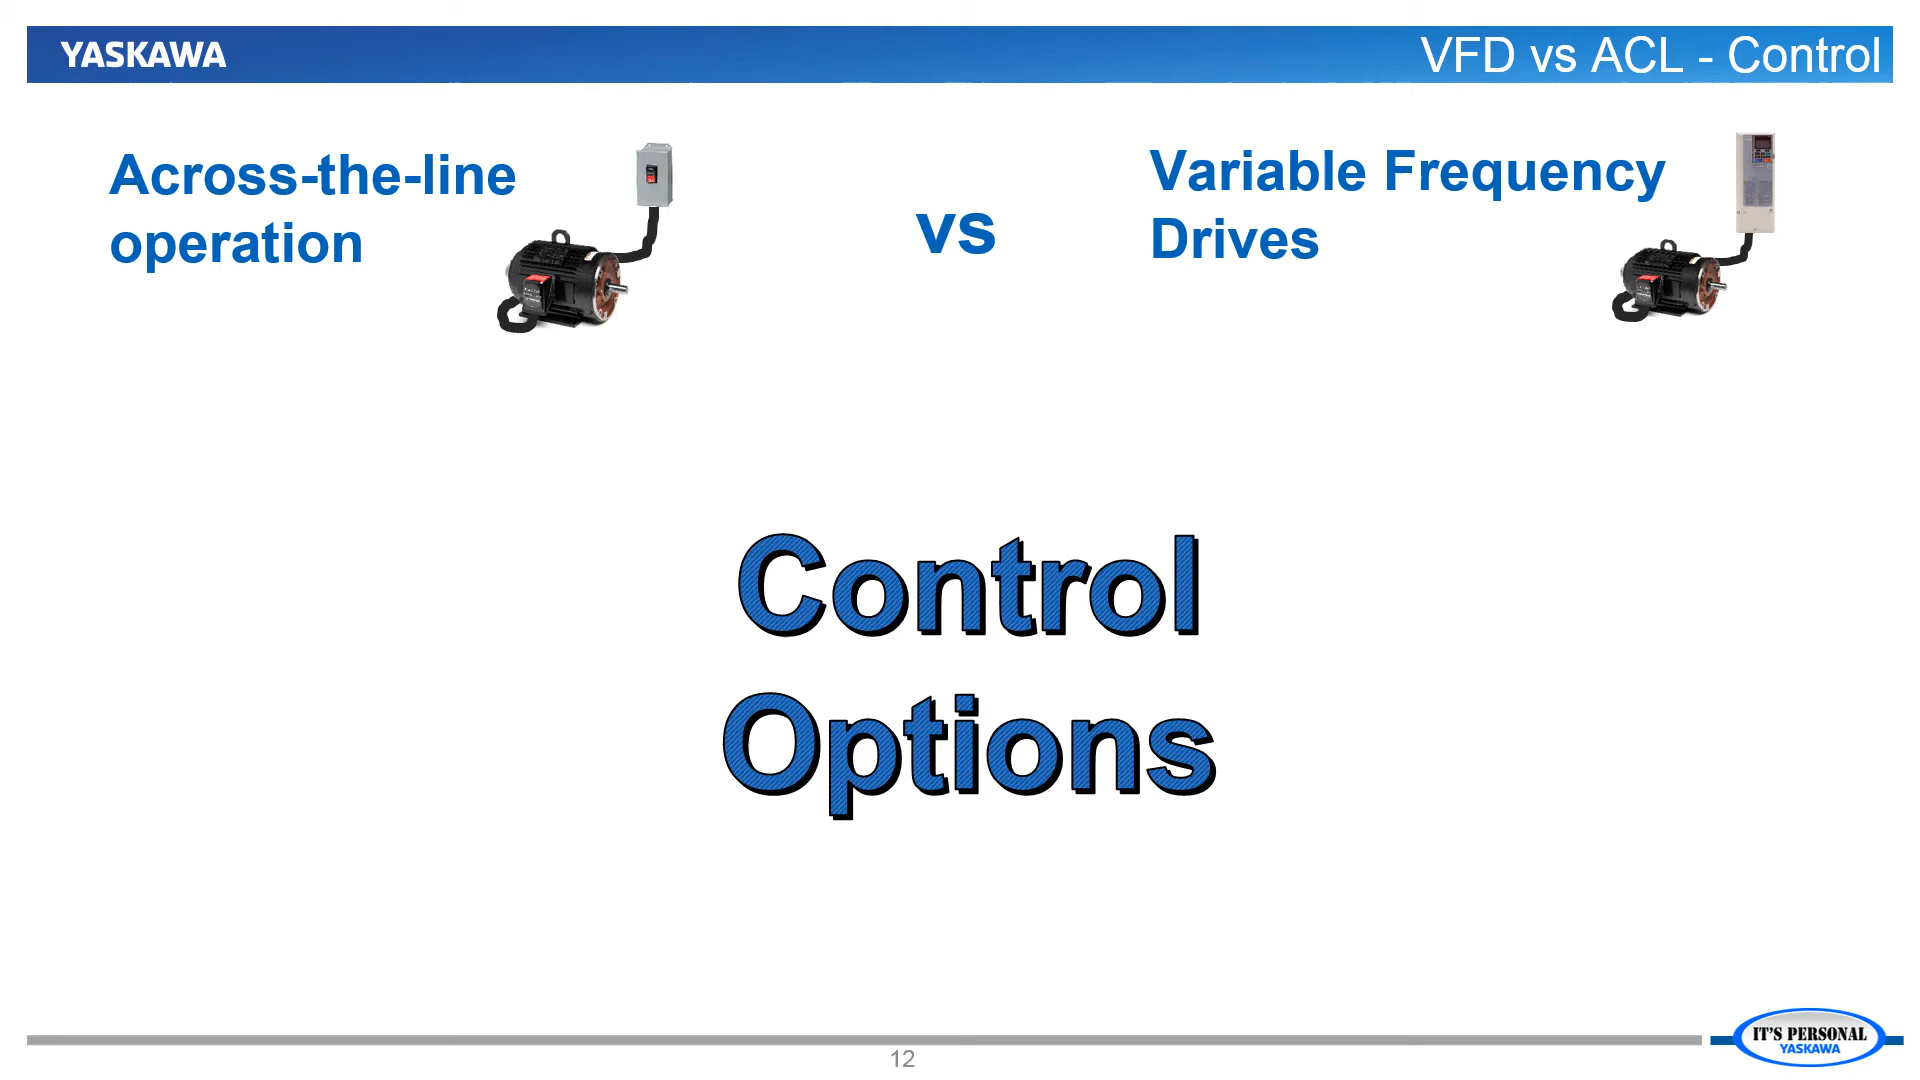 YASKAWA
VFD vs ACL - Control
Across-the-line
operation
vs
Variable Frequency
Drives
Control
Options
12
IT'S PERSONAL
YASKAWA